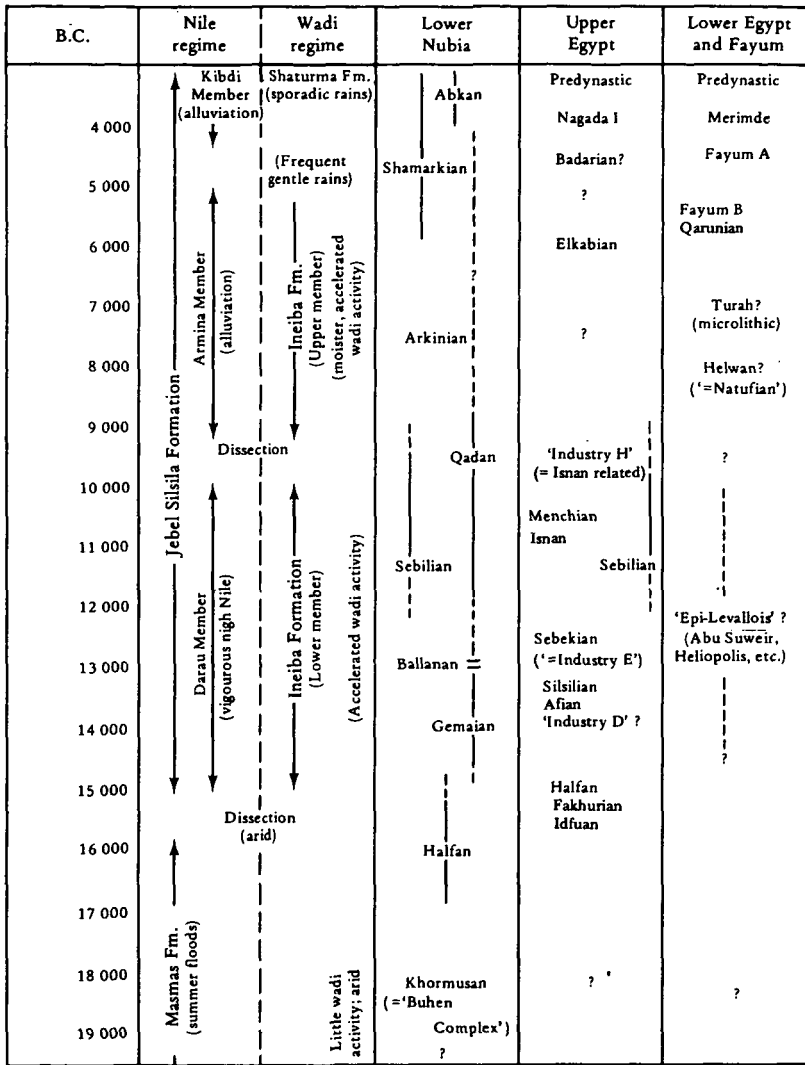 B.C.
Nile
regime
Wadi
regime
Lower
Nubia
Upper
Egypt
Lower Egypt
and Fayum
4 000
5 000
6 000
7 000
8 000
9 000
10 000
11 000
12 000
13 000
14 000
15 000
16 000
17 000
18 000
19 000
Jebel Silsila Formation
Masmas Fm.
(summer floods)
Kibdi
Member
(alluviation)
Armina Member
(alluviation)
Dissection
Darau Member
(vigourous nigh Nile)
Dissection
(arid)
Shaturma Fm.
(sporadic rains)
(Frequent
gentle rains)
Ineiba Fm.
(Upper member)
(moister, accelerated
wadi activity)
Ineiba Formation
(Lower member)
(Accelerated wadi activity)
Little wadi
activity; arid
Abkan
Shamarkian
?
Arkinian
Qadan
Sebilian
Ballanan
Gemaian
Halfan
Khormusan
(='Buhen
Complex')
?
Predynastic
Nagada I
Badarian?
?
Elkabian
?
'Industry H'
(= Isnan related)
Menchian
Isnan
Sebilian
Sebekian
('=Industry E')
Silsilian
Afian
'Industry D' ?
Halfan
Fakhurian
Idfuan
?
Predynastic
Merimde
Fayum A
Fayum B
Qarunian
Turah?
(microlithic)
Helwan?
('=Natufian')
?
'Epi-Levallois' ?
(Abu Suweir,
Heliopolis, etc.)
?
?